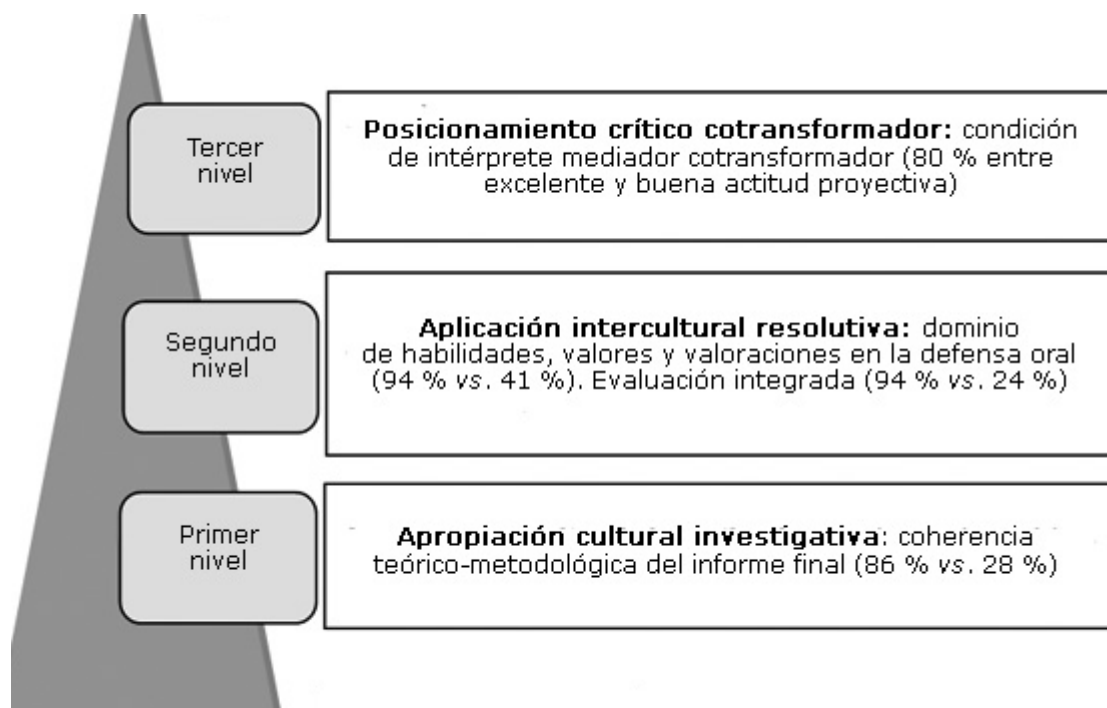 Tercer
nivel
Posicionamiento crítico cotransformador: condición
de intérprete mediador cotransformador (80 % entre
excelente y buena actitud proyectiva)
Segundo
nivel
Aplicación intercultural resolutiva: dominio
de habilidades, valores y valoraciones en la defensa oral
(94 % vs. 41 %). Evaluación integrada (94 % vs. 24 %)
Primer
nivel
Apropiación cultural investigativa: coherencia
teórico-metodológica del informe final (86 % vs. 28 %)